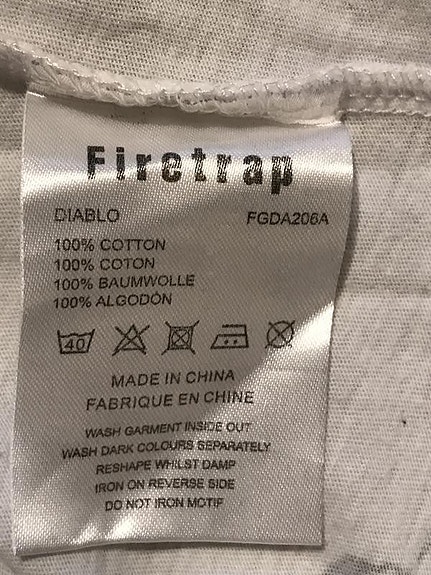 Firetrap
DIABLO FGDA206A
100% COTTON
100% COTON
100% BAUMWOLLE
100% ALGODÓN
40
MADE IN CHINA
FABRIQUE EN CHINE
WASH GARMENT INSIDE OUT
WASH DARK COLOURS SEPARATELY
RESHAPE WHILST DAMP
IRON ON REVERSE SIDE
DO NOT IRON MOTIF